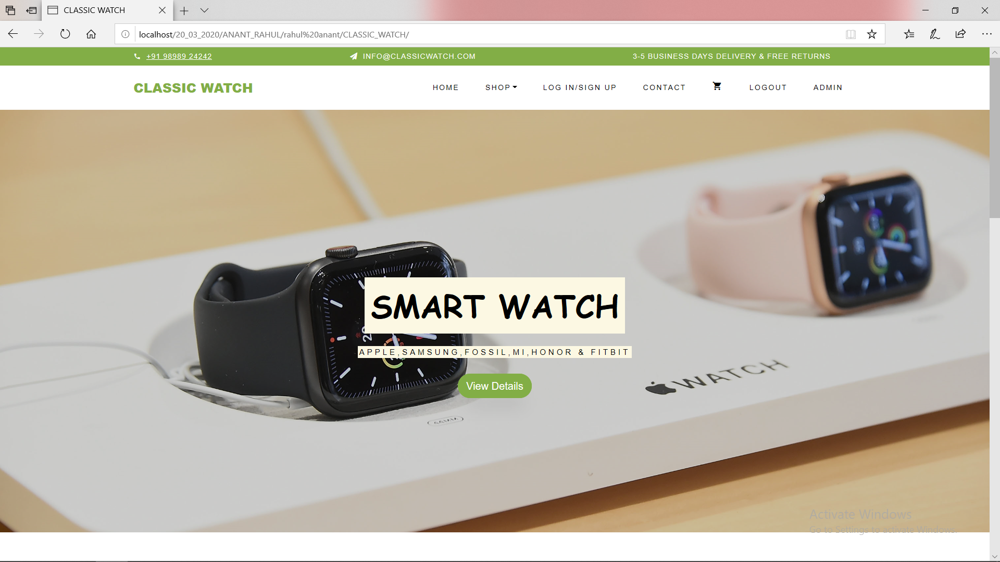 CLASSIC WATCH
localhost/20_03_2020/ANANT_RAHUL/rahul%20anant/CLASSIC_WATCH/
+91 98989 24242
INFO@CLASSICWATCH.COM
3-5 BUSINESS DAYS DELIVERY & FREE RETURNS
CLASSIC WATCH
HOME SHOP LOG IN/SIGN UP CONTACT LOGOUT ADMIN
SMART WATCH
APPLE,SAMSUNG,FOSSIL,MI,HONOR & FITBIT
View Details
WATCH
44MM
Activate Windows
Go to Settings to activate Windows.